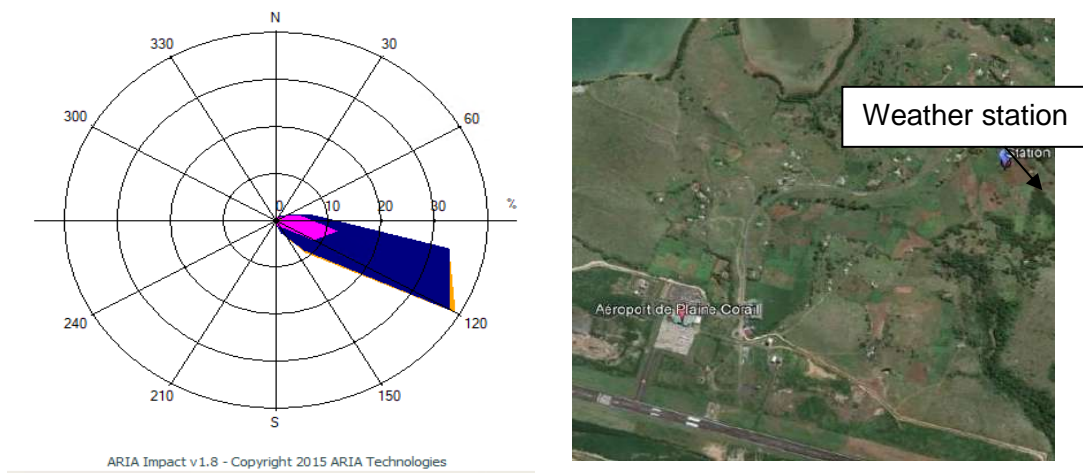 N
330
30
300
60
0
10
20
30
%
240
120
210
150
S
ARIA Impact v1.8 - Copyright 2015 ARIA Technologies
Weather station
Station
Aéroport de Plaine Corail